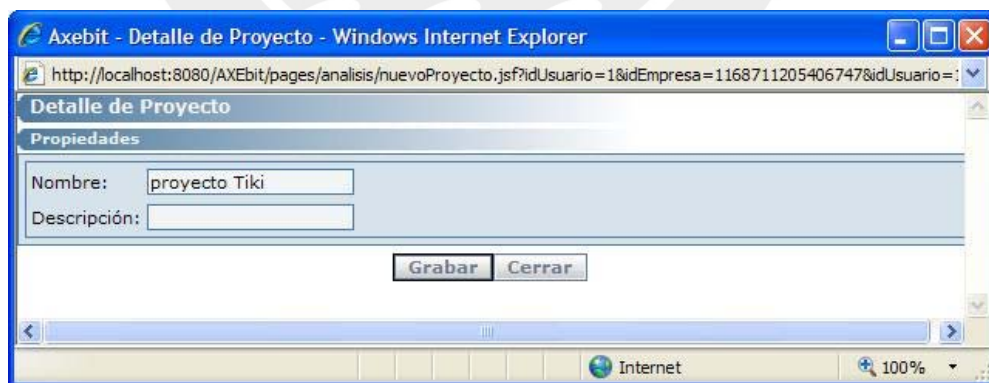 Axebit - Detalle de Proyecto - Windows Internet Explorer
http://localhost:8080/AXEbit/pages/analisis/nuevoProyecto.jsf?idUsuario=1&idEmpresa=1168711205406747&idUsuario=
Detalle de Proyecto
Propiedades
Nombre: proyecto Tiki
Descripción:
Grabar Cerrar
Internet 100%